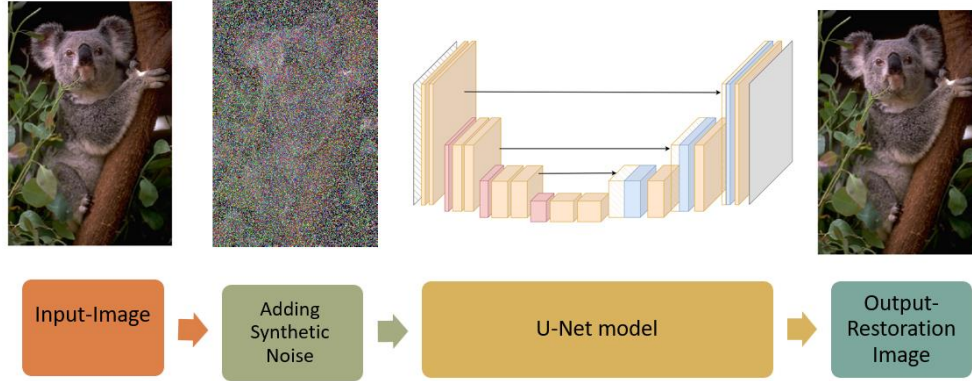 Input-Image
Adding
Synthetic
Noise
U-Net model
Output-
Restoration
Image